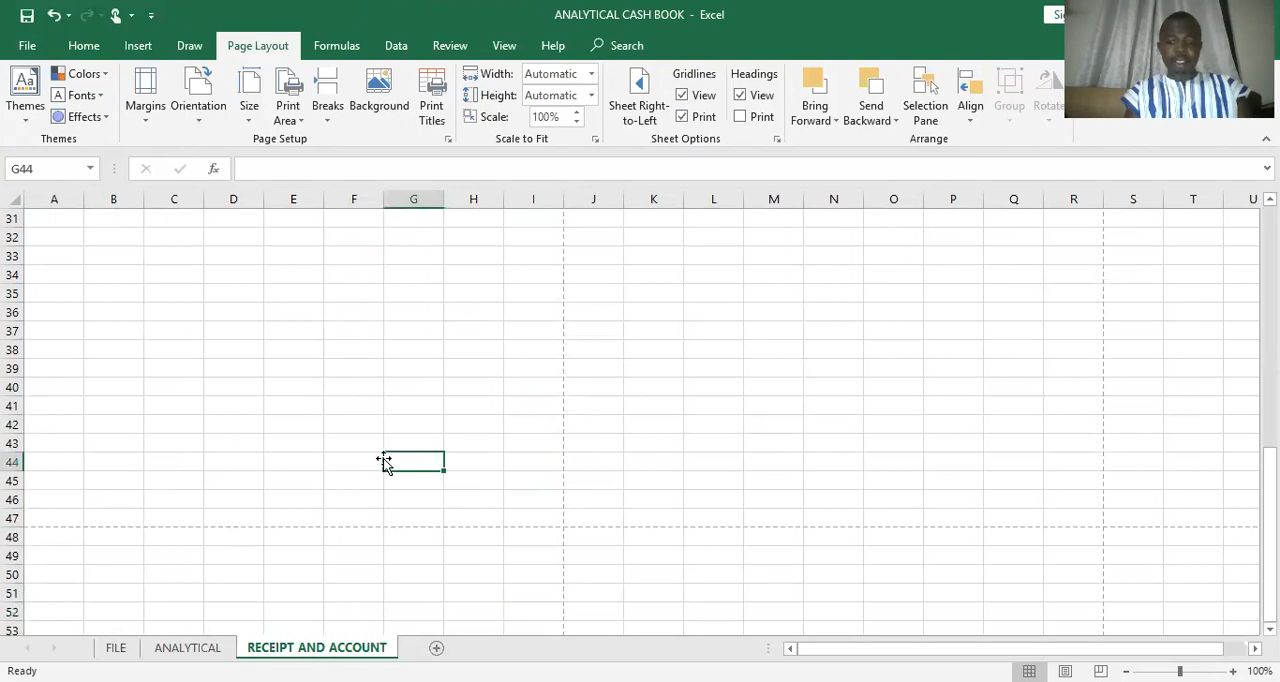 ANALYTICAL CASH BOOK - Excel
File Home Insert Draw Page Layout Formulas Data Review View Help Search
Aa Colors Width: Automatic Gridlines Headings
Fonts Height: Automatic View View
Themes Effects Margins Orientation Size Print Area Breaks Background Print Titles Scale: 100% Sheet Right-to-Left Print Print Bring Forward Send Backward Selection Pane Align Group Rotate
Themes Page Setup Scale to Fit Sheet Options Arrange
G44 fx
A B C D E F G H I J K L M N O P Q R S T U
31
32
33
34
35
36
37
38
39
40
41
42
43
44
45
46
47
48
49
50
51
52
53
FILE ANALYTICAL RECEIPT AND ACCOUNT
Ready 100%